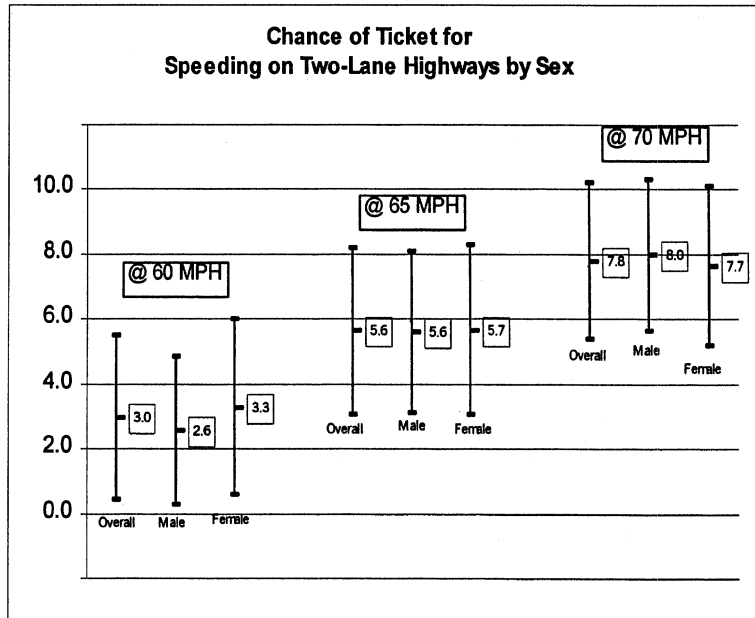 Chance of Ticket for
Speeding on Two-Lane Highways by Sex
@ 70 MPH
10.0
@ 65 MPH
8.0
7.8
8.0
7.7
@ 60 MPH
6.0
5.6
5.6
5.7
Overall
Male
Female
4.0
3.0
2.6
3.3
Overall
Male
Female
2.0
0.0
Overall
Male
Female